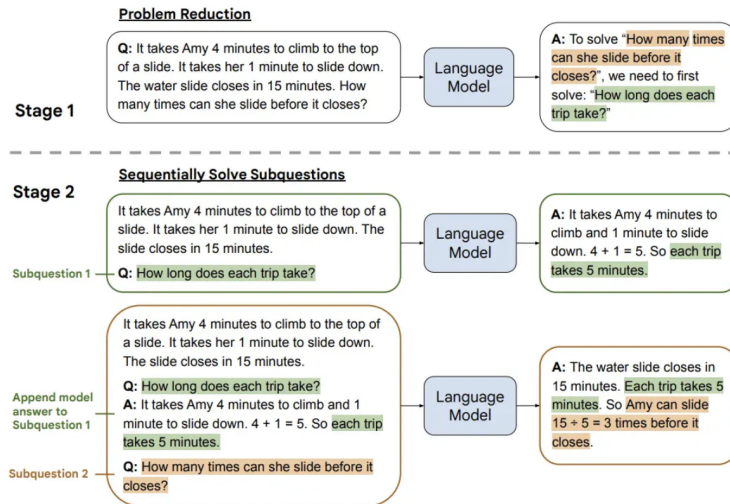 Problem Reduction
Stage 1
Q: It takes Amy 4 minutes to climb to the top
of a slide. It takes her 1 minute to slide down.
The water slide closes in 15 minutes. How
many times can she slide before it closes?
Language
Model
A: To solve “How many times
can she slide before it
closes?”, we need to first
solve: “How long does each
trip take?”
Stage 2
Sequentially Solve Subquestions
It takes Amy 4 minutes to climb to the top of a
slide. It takes her 1 minute to slide down. The
slide closes in 15 minutes.
Subquestion 1
Q: How long does each trip take?
Language
Model
A: It takes Amy 4 minutes to
climb and 1 minute to slide
down. 4 + 1 = 5. So each trip
takes 5 minutes.
It takes Amy 4 minutes to climb to the top of
a slide. It takes her 1 minute to slide down.
The slide closes in 15 minutes.
Append model
answer to
Subquestion 1
Q: How long does each trip take?
A: It takes Amy 4 minutes to climb and 1
minute to slide down. 4 + 1 = 5. So each trip
takes 5 minutes.
Subquestion 2
Q: How many times can she slide before it
closes?
Language
Model
A: The water slide closes in
15 minutes. Each trip takes 5
minutes. So Amy can slide
15 ÷ 5 = 3 times before it
closes.